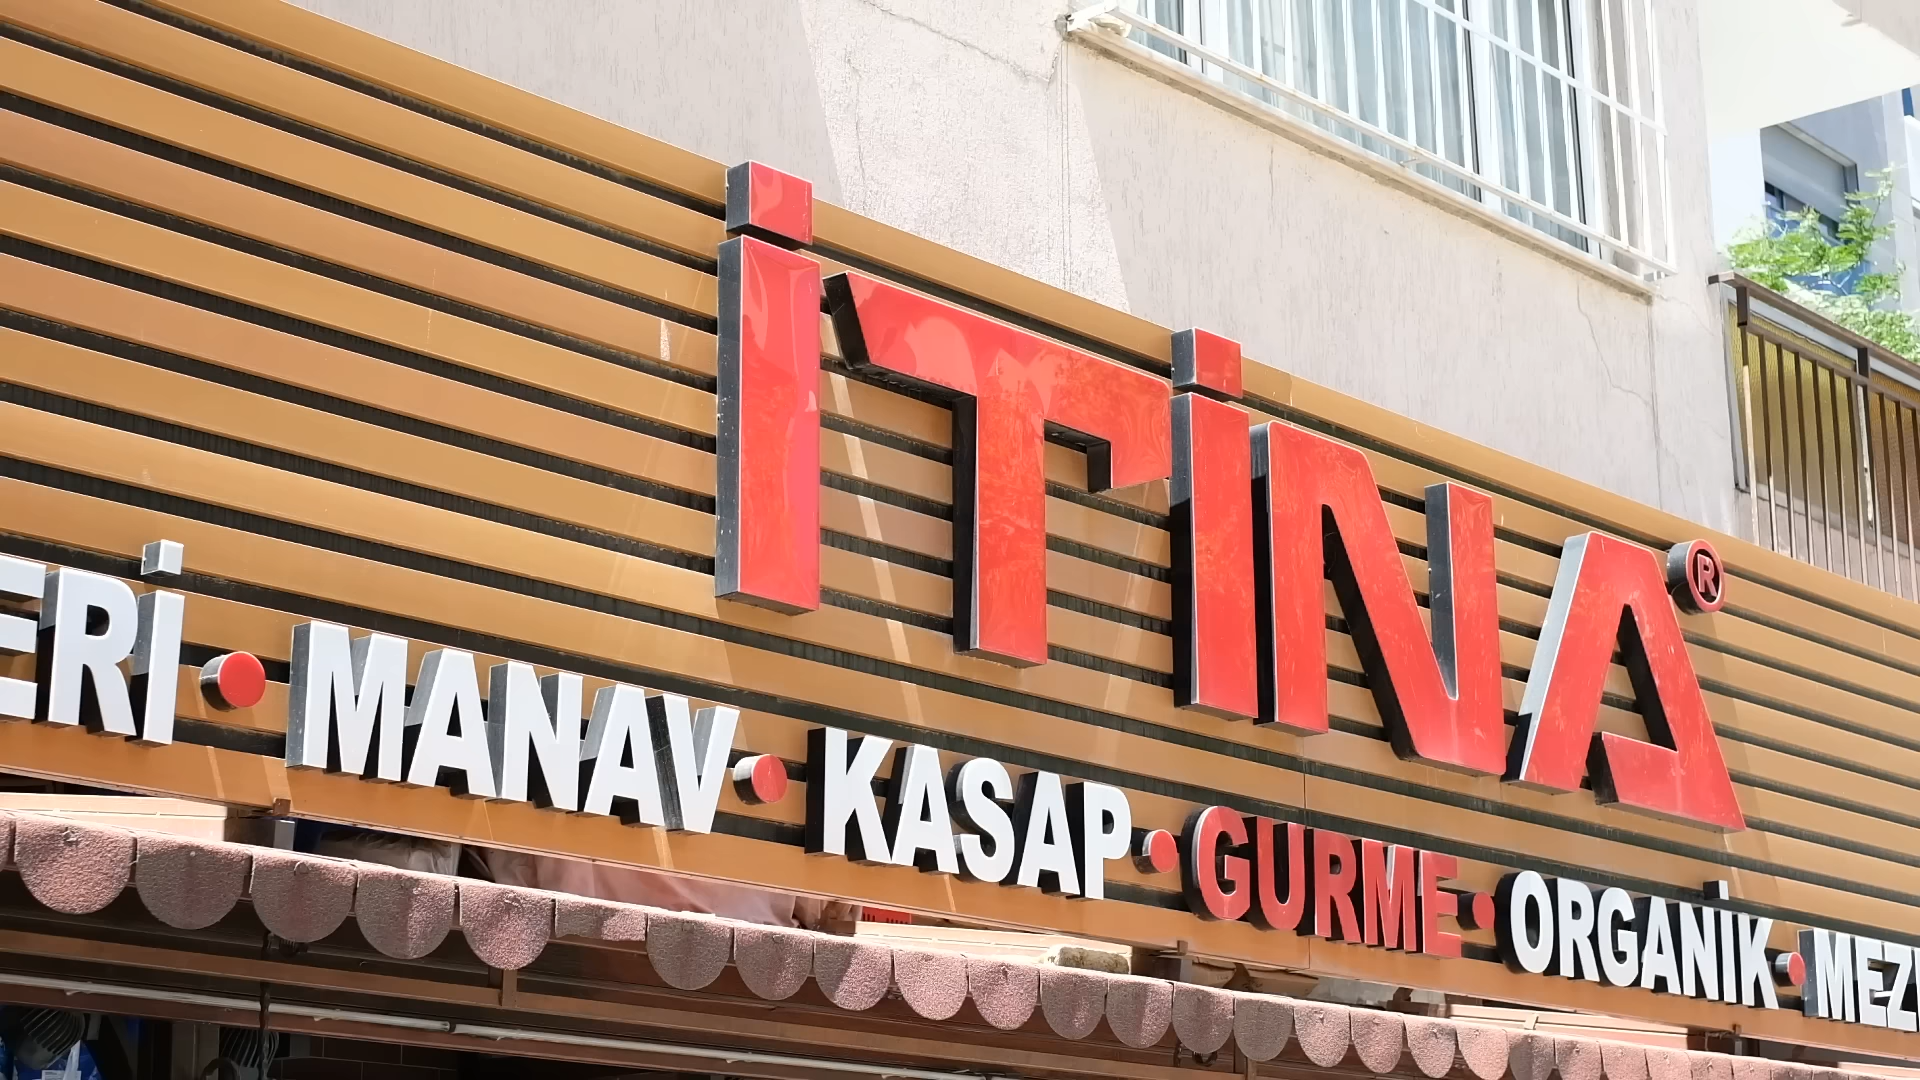 İTİNA®
ERİ • MANAV • KASAP • GURME • ORGANİK • MEZ